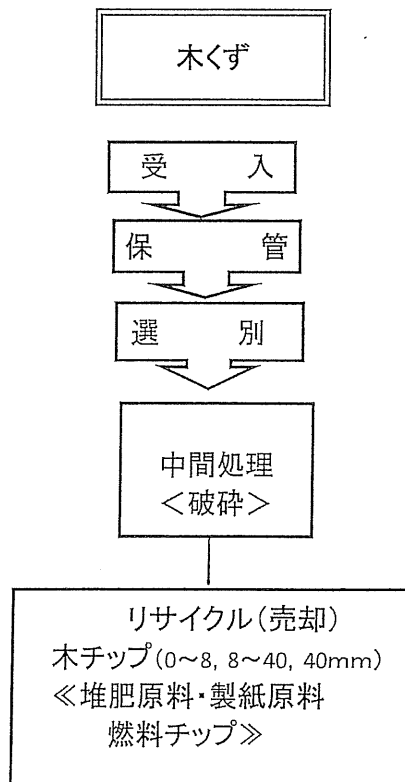 木くず
受　入
保　管
選　別
中間処理
＜破砕＞
リサイクル(売却)
木チップ(0～8, 8～40, 40mm)
≪堆肥原料・製紙原料
燃料チップ≫